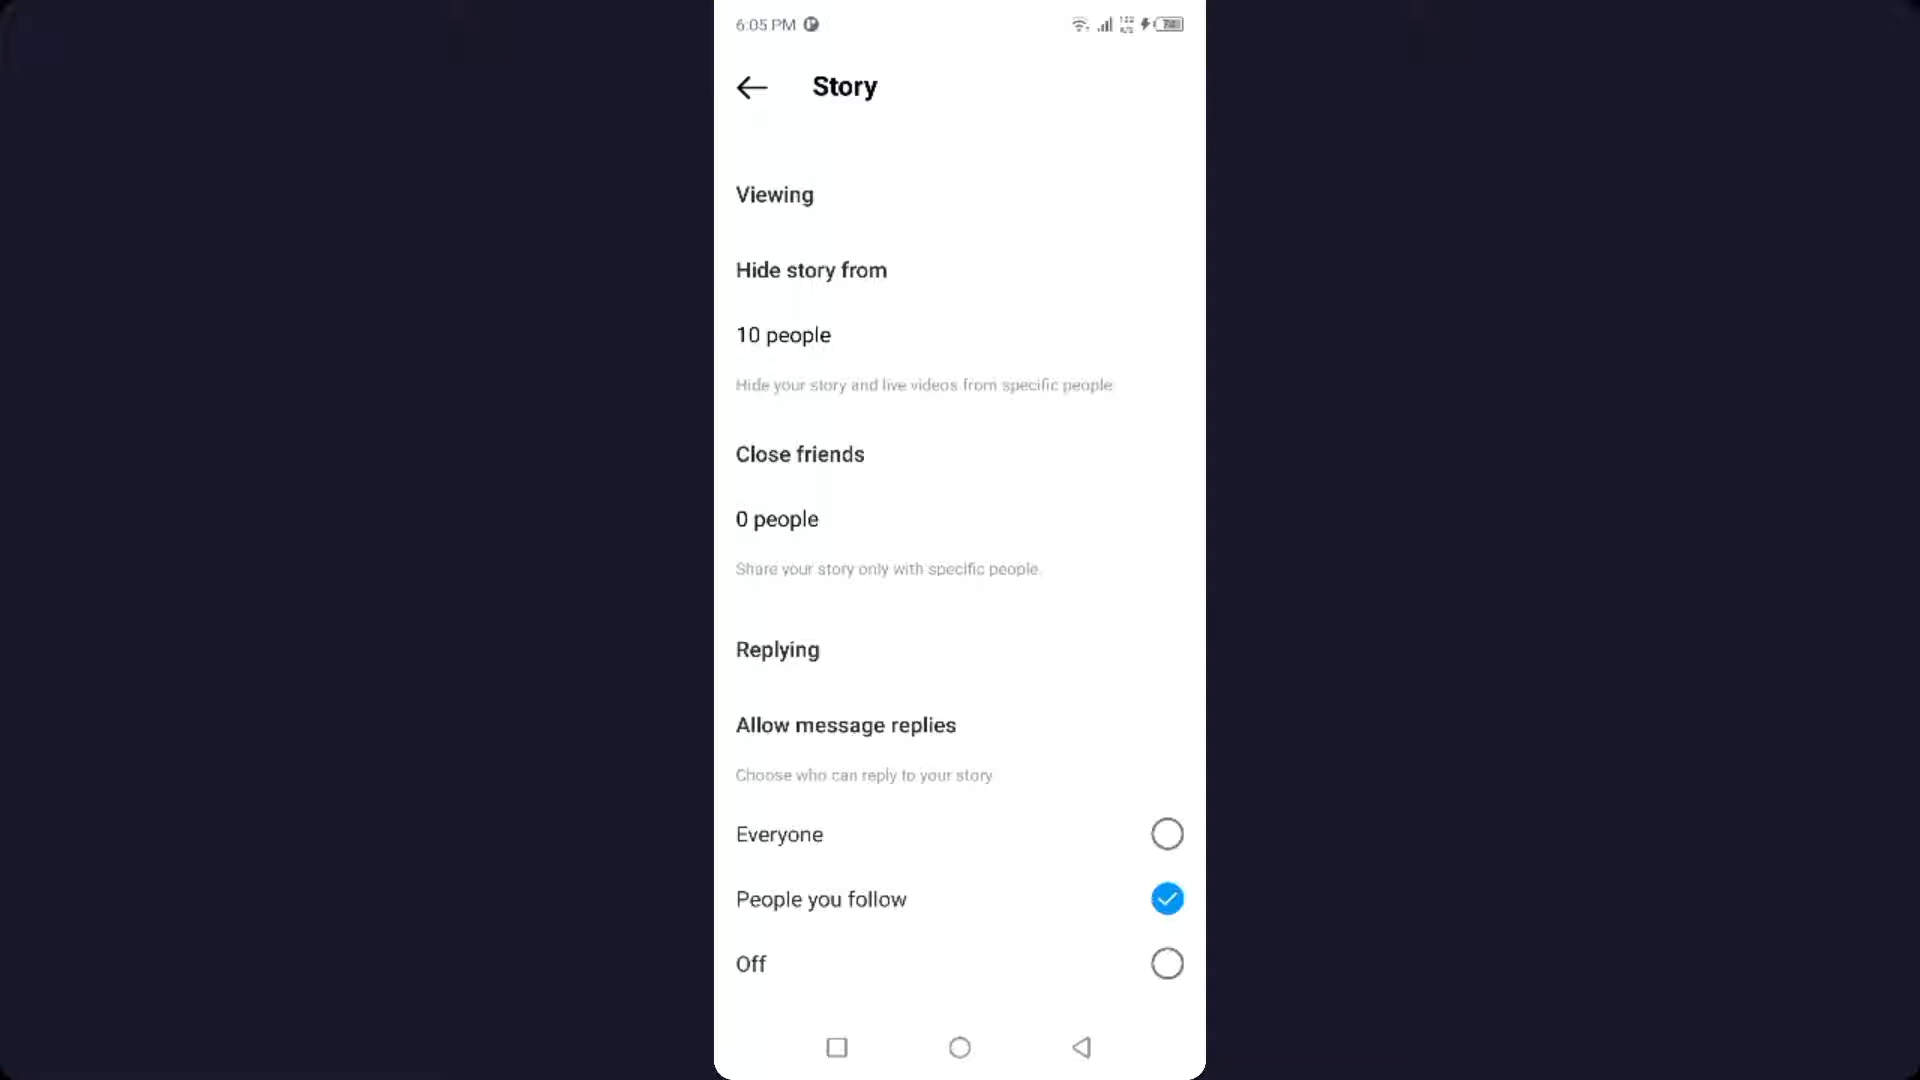 6:05 PM
Story
Viewing
Hide story from
10 people
Hide your story and live videos from specific people
Close friends
0 people
Share your story only with specific people.
Replying
Allow message replies
Choose who can reply to your story
Everyone
People you follow
Off